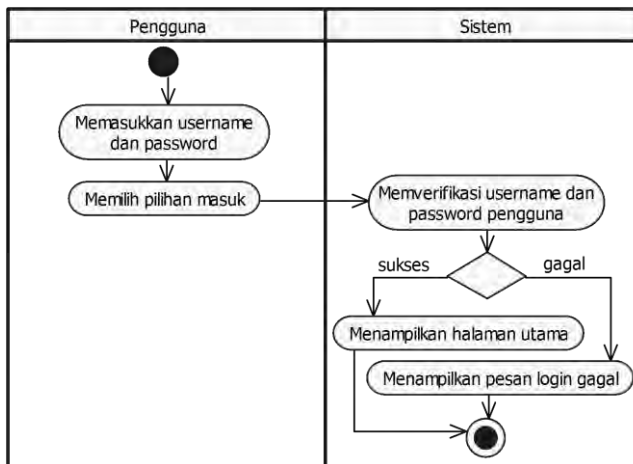 Pengguna
Sistem
Memasukkan username
dan password
Memilih pilihan masuk
Memverifikasi username dan
password pengguna
sukses
gagal
Menampilkan halaman utama
Menampilkan pesan login gagal